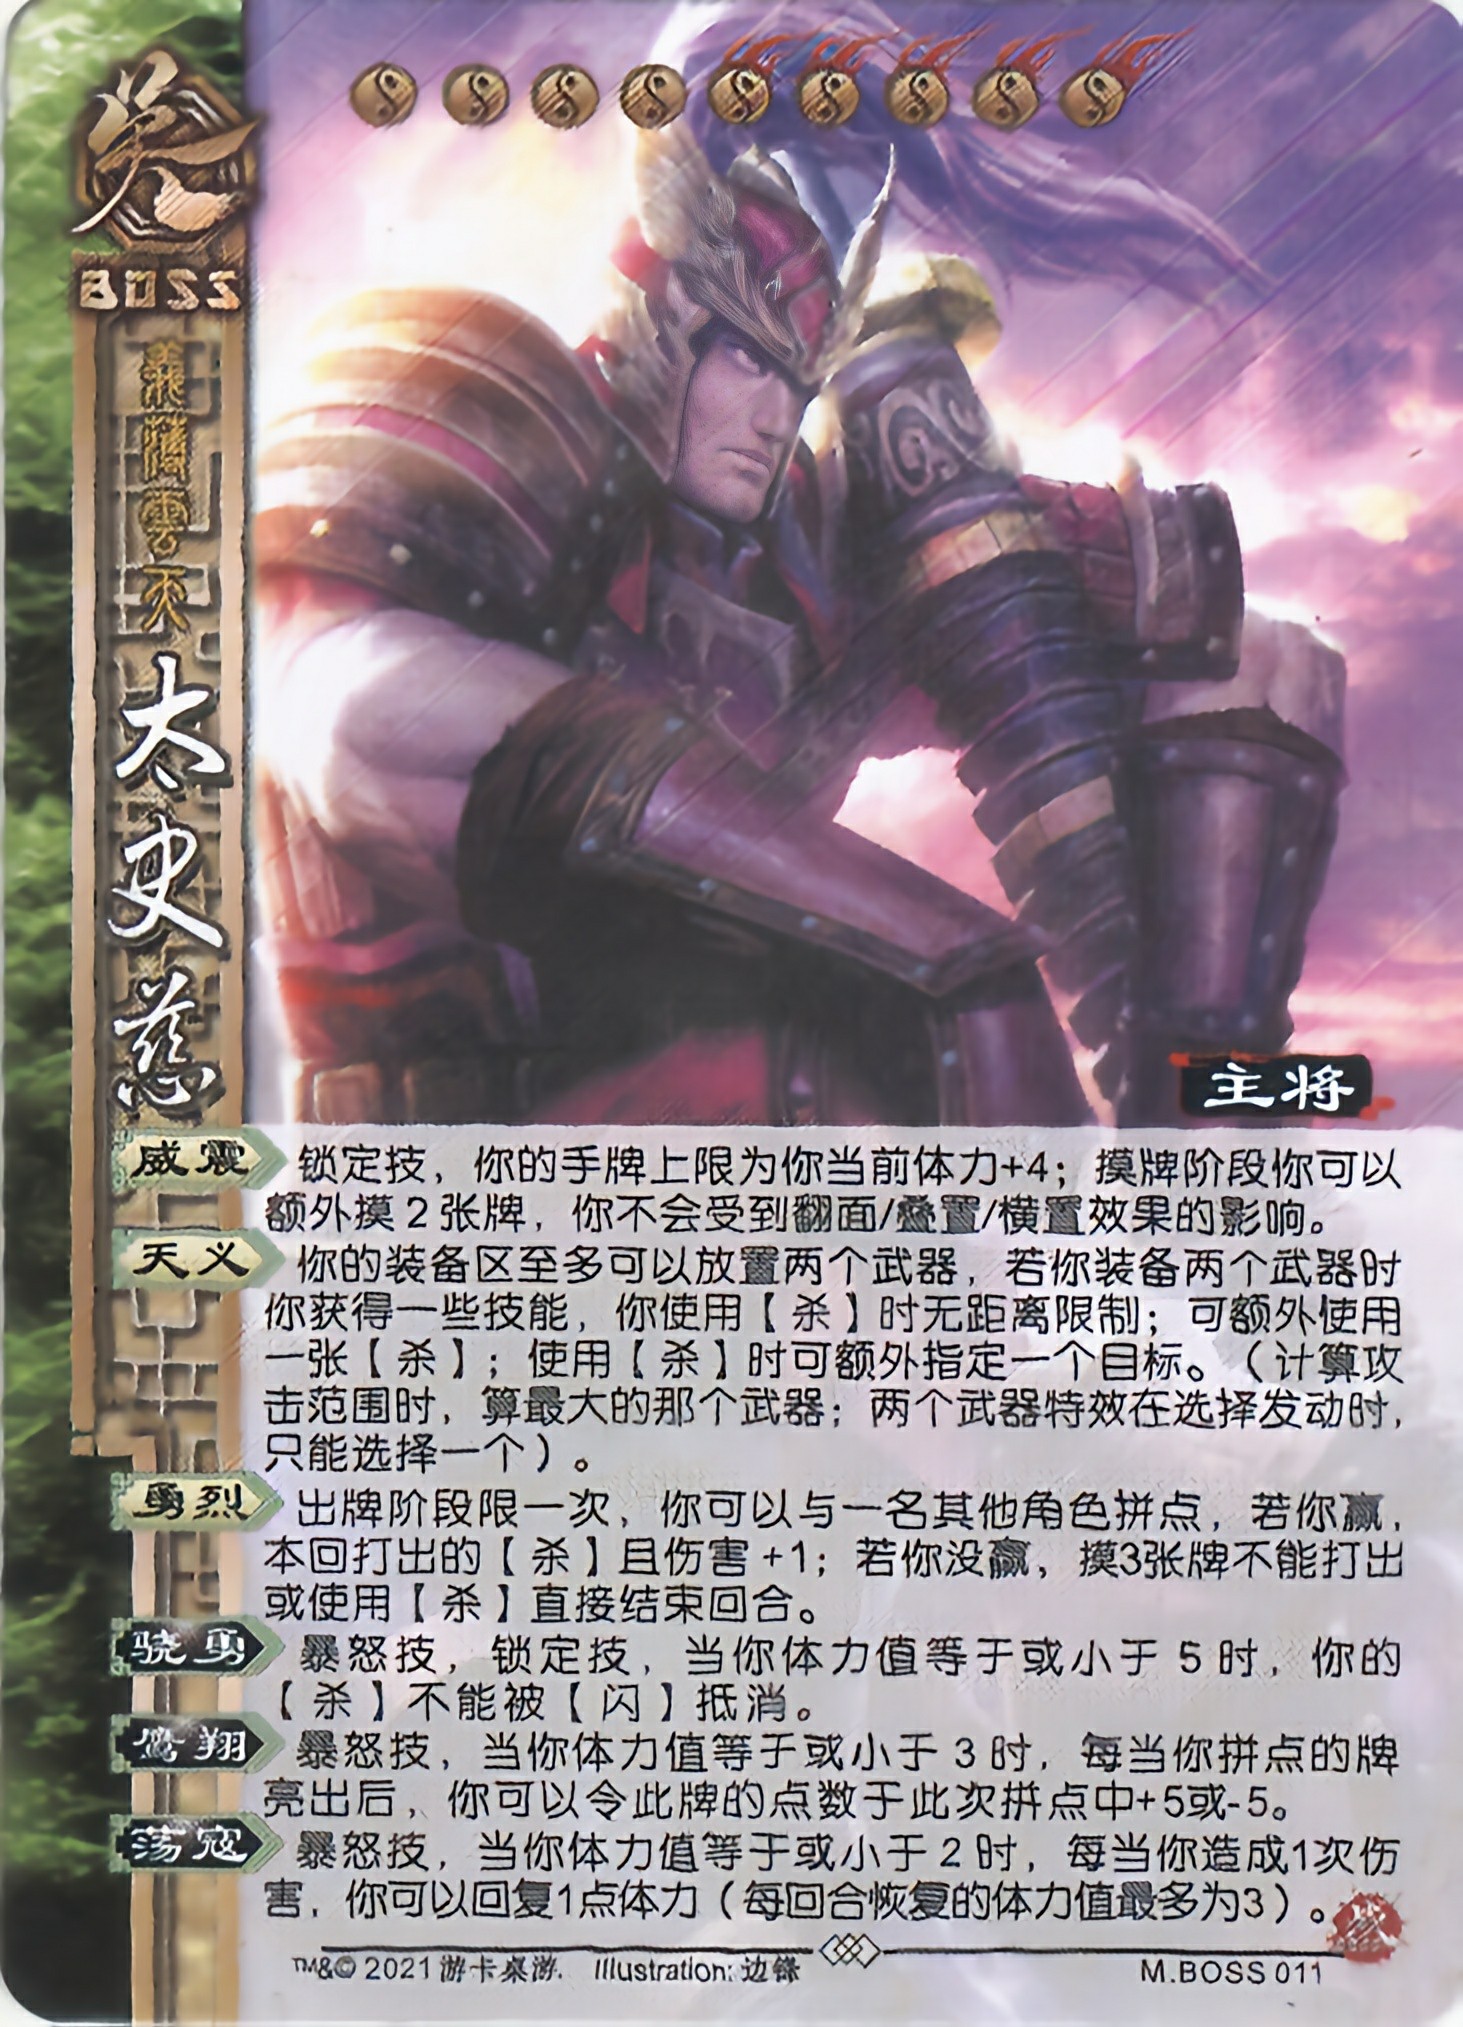 吴
BOSS
義薄雲天
太史慈
主将
威震 锁定技，你的手牌上限为你当前体力+4；摸牌阶段你可以
额外摸2张牌，你不会受到翻面/叠置/横置效果的影响。
天义 你的装备区至多可以放置两个武器，若你装备两个武器时
你获得一些技能，你使用【杀】时无距离限制；可额外使用
一张【杀】；使用【杀】时可额外指定一个目标。（计算攻
击范围时，算最大的那个武器；两个武器特效在选择发动时，
只能选择一个）。
勇烈 出牌阶段限一次，你可以与一名其他角色拼点，若你赢，
本回打出的【杀】且伤害+1；若你没赢，摸3张牌不能打出
或使用【杀】直接结束回合。
骁勇 暴怒技，锁定技，当你体力值等于或小于5时，你的
【杀】不能被【闪】抵消。
鹰翔 暴怒技，当你体力值等于或小于3时，每当你拼点的牌
亮出后，你可以令此牌的点数于此次拼点中+5或-5。
荡寇 暴怒技，当你体力值等于或小于2时，每当你造成1次伤
害，你可以回复1点体力（每回合恢复的体力值最多为3）。
™&© 2021 游卡桌游. Illustration: 边锋
M.BOSS 011